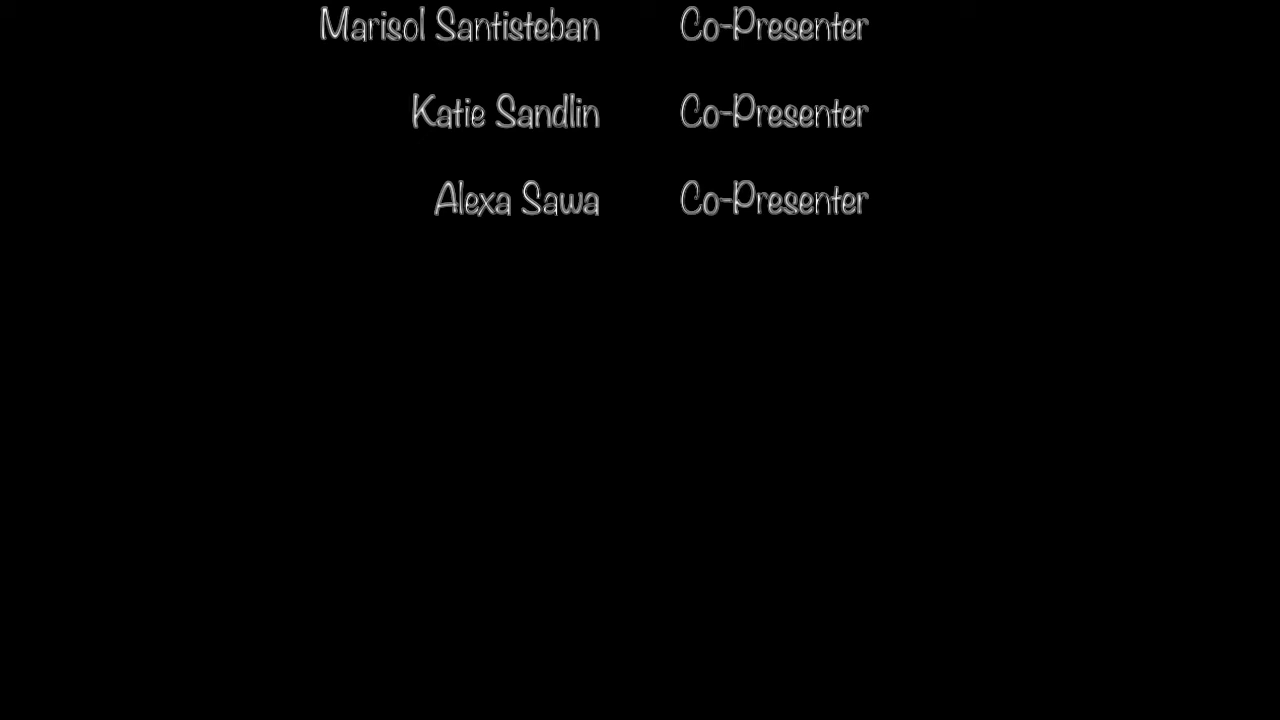 Marisol Santisteban Co-Presenter
Katie Sandlin Co-Presenter
Alexa Sawa Co-Presenter